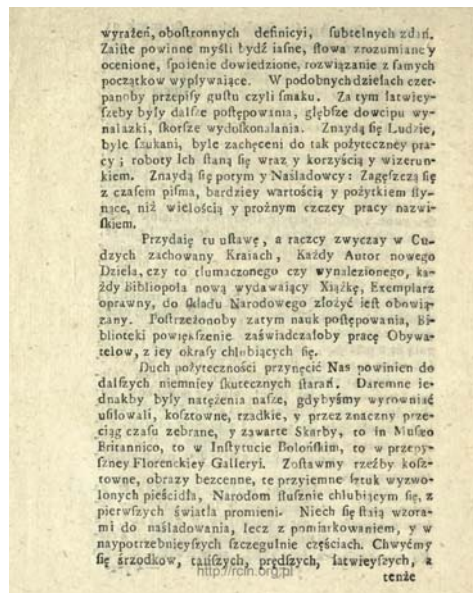 wyrażeń, oboſtronnych definicyi, ſubtelnych zdań.
Zaiſte powinne myśli bydź iaſne, ſłowa zrozumiane y
ocenione, ſpoienie dowiedzione, rozwiązanie z ſamych
początkow wypływaiące. W podobnych dziełach czer-
panoby przepiſy guſtu czyli ſmaku. Za tym łatwiey-
ſzeby były dalſze poſtępowania, głębſze dowcipu wy-
nalazki, ſkorſze wydoſkonalania. Znaydą ſię Ludzie,
byle ſzukani, byle zachęceni do tak pożyteczney pra-
cy; roboty Ich ſtaną ſię wraz y korzyścią y wizerun-
kiem. Znaydą ſię potym y Naśladowcy: Zagęſzczą ſię
z czaſem piſma, bardziey wartością y pożytkiem ſły-
nące, niż wielością y prożnym czczey pracy nazwi-
ſkiem.
Przydaię tu uſtawę, a raczey zwyczay w Cu-
dzych zachowany Kraiach, Każdy Autor nowego
Dzieła, czy to tłumaczonego czy wynalezionego, ka-
żdy Bibliopoła nową wydawaiący Xiążkę, Exemplarz
oprawny, do ſkładu Narodowego złożyć ieſt obowią-
zany. Poſtrzeżonoby zatym nauk poſtępowania, Bi-
blioteki powiękſzenie zaświadczałoby pracę Obywa-
telow, z iey okraſy chlubiących ſię.
Duch pożyteczności przynęcić Nas powinien do
dalſzych niemniey ſkutecznych ſtarań. Daremne ie-
dnakby były natężenia naſze, gdybyśmy wyrownać
uſiłowali, koſztowne, rzadkie, y przez znaczny prze-
ciąg czaſu zebrane, y zawarte Skarby, to in Muſeo
Britannico, to w Inſtytucie Bolońſkim, to w przepy-
ſzney Florenckiey Galleryi. Zoſtawmy rzeźby koſz-
towne, obrazy bezcenne, te przyiemne ſztuk wyzwo-
lonych pieścidła, Narodom ſłuſznie chlubiącym ſię, z
pierwſzych światła promieni. Niech ſię ſtaią wzora-
mi do naśladowania, lecz z pomiarkowaniem, y w
naypotrzebnieyſzych ſzczegulnie częściach. Chwyćmy
ſię śrzodkow, tańſzych, prędſzych, łatwieyſzych, a
http://rcin.org.pl
tenże